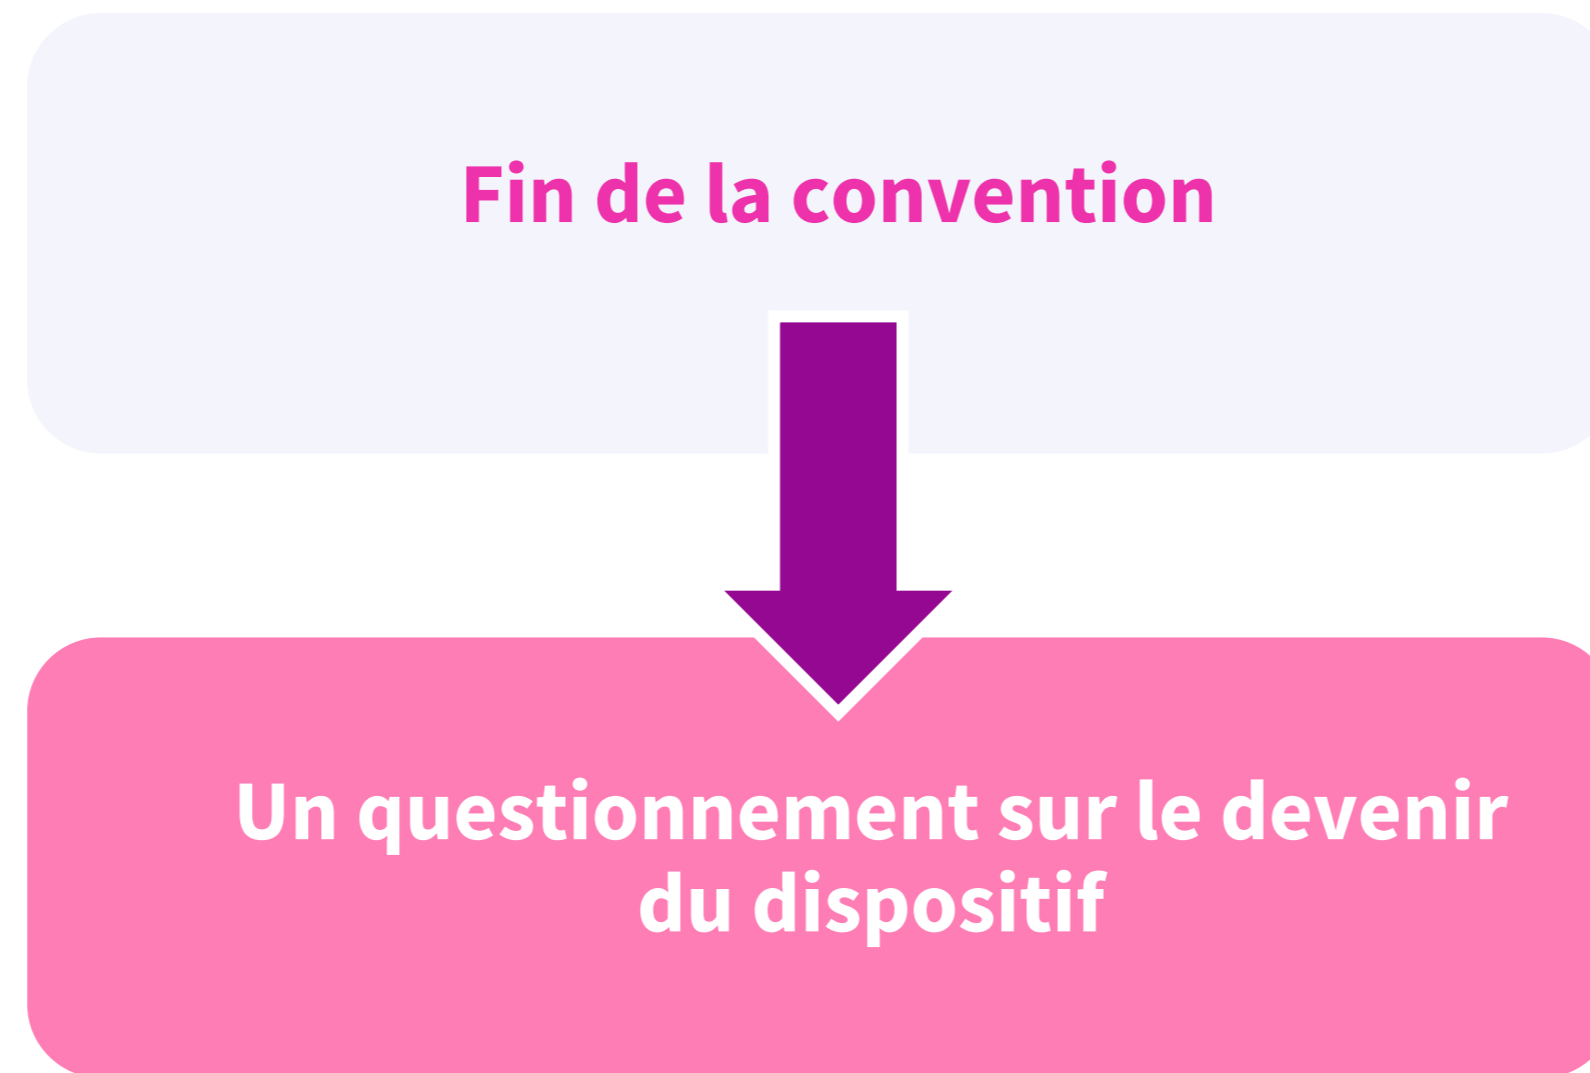 Fin de la convention
Un questionnement sur le devenir
du dispositif